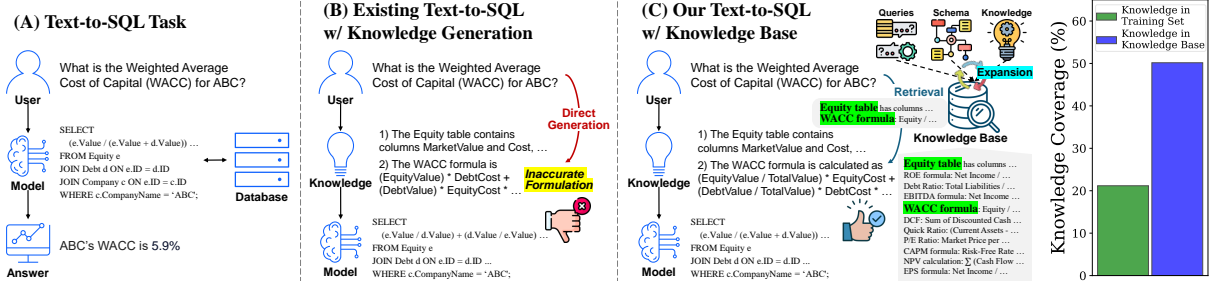 (A) Text-to-SQL Task
What is the Weighted Average
Cost of Capital (WACC) for ABC?
User
SELECT
(e.Value / (e.Value + d.Value)) …
FROM Equity e
JOIN Debt d ON e.ID = d.ID
JOIN Company c ON e.ID = c.ID
WHERE c.CompanyName = ‘ABC’;
Model
Database
ABC's WACC is 5.9%
Answer
(B) Existing Text-to-SQL
w/ Knowledge Generation
What is the Weighted Average
Cost of Capital (WACC) for ABC?
User
Direct
Generation
1) The Equity table contains
columns MarketValue and Cost, …
2) The WACC formula is
(EquityValue) * DebtCost +
(DebtValue) * EquityCost * …
Knowledge
Inaccurate
Formulation
SELECT
(e.Value / d.Value) + (d.Value / e.Value) …
FROM Equity e
JOIN Debt d ON e.ID = d.ID ...
WHERE c.CompanyName = ‘ABC’;
Model
(C) Our Text-to-SQL
w/ Knowledge Base
Queries
Schema
Knowledge
What is the Weighted Average
Cost of Capital (WACC) for ABC?
User
Expansion
Retrieval
Equity table has columns …
WACC formula: Equity / …
Knowledge Base
1) The Equity table contains
columns MarketValue and Cost, …
2) The WACC formula is calculated as
(EquityValue / TotalValue) * EquityCost +
(DebtValue / TotalValue) * DebtCost * …
Knowledge
SELECT
(e.Value / (e.Value + d.Value)) …
FROM Equity e
JOIN Debt d ON e.ID = d.ID ...
WHERE c.CompanyName = ‘ABC’;
Model
Equity table has columns …
ROE formula: Net Income / …
Debt Ratio: Total Liabilities / …
EBITDA formula: Net Income …
WACC formula: Equity / …
DCF: Sum of Discounted Cash …
Quick Ratio: (Current Assets - …
P/E Ratio: Market Price per …
CAPM formula: Risk-Free Rate …
NPV calculation: ∑ (Cash Flow …
EPS formula: Net Income / …
Knowledge Coverage (%)
60
50
40
30
20
10
0
Knowledge in
Training Set
Knowledge in
Knowledge Base